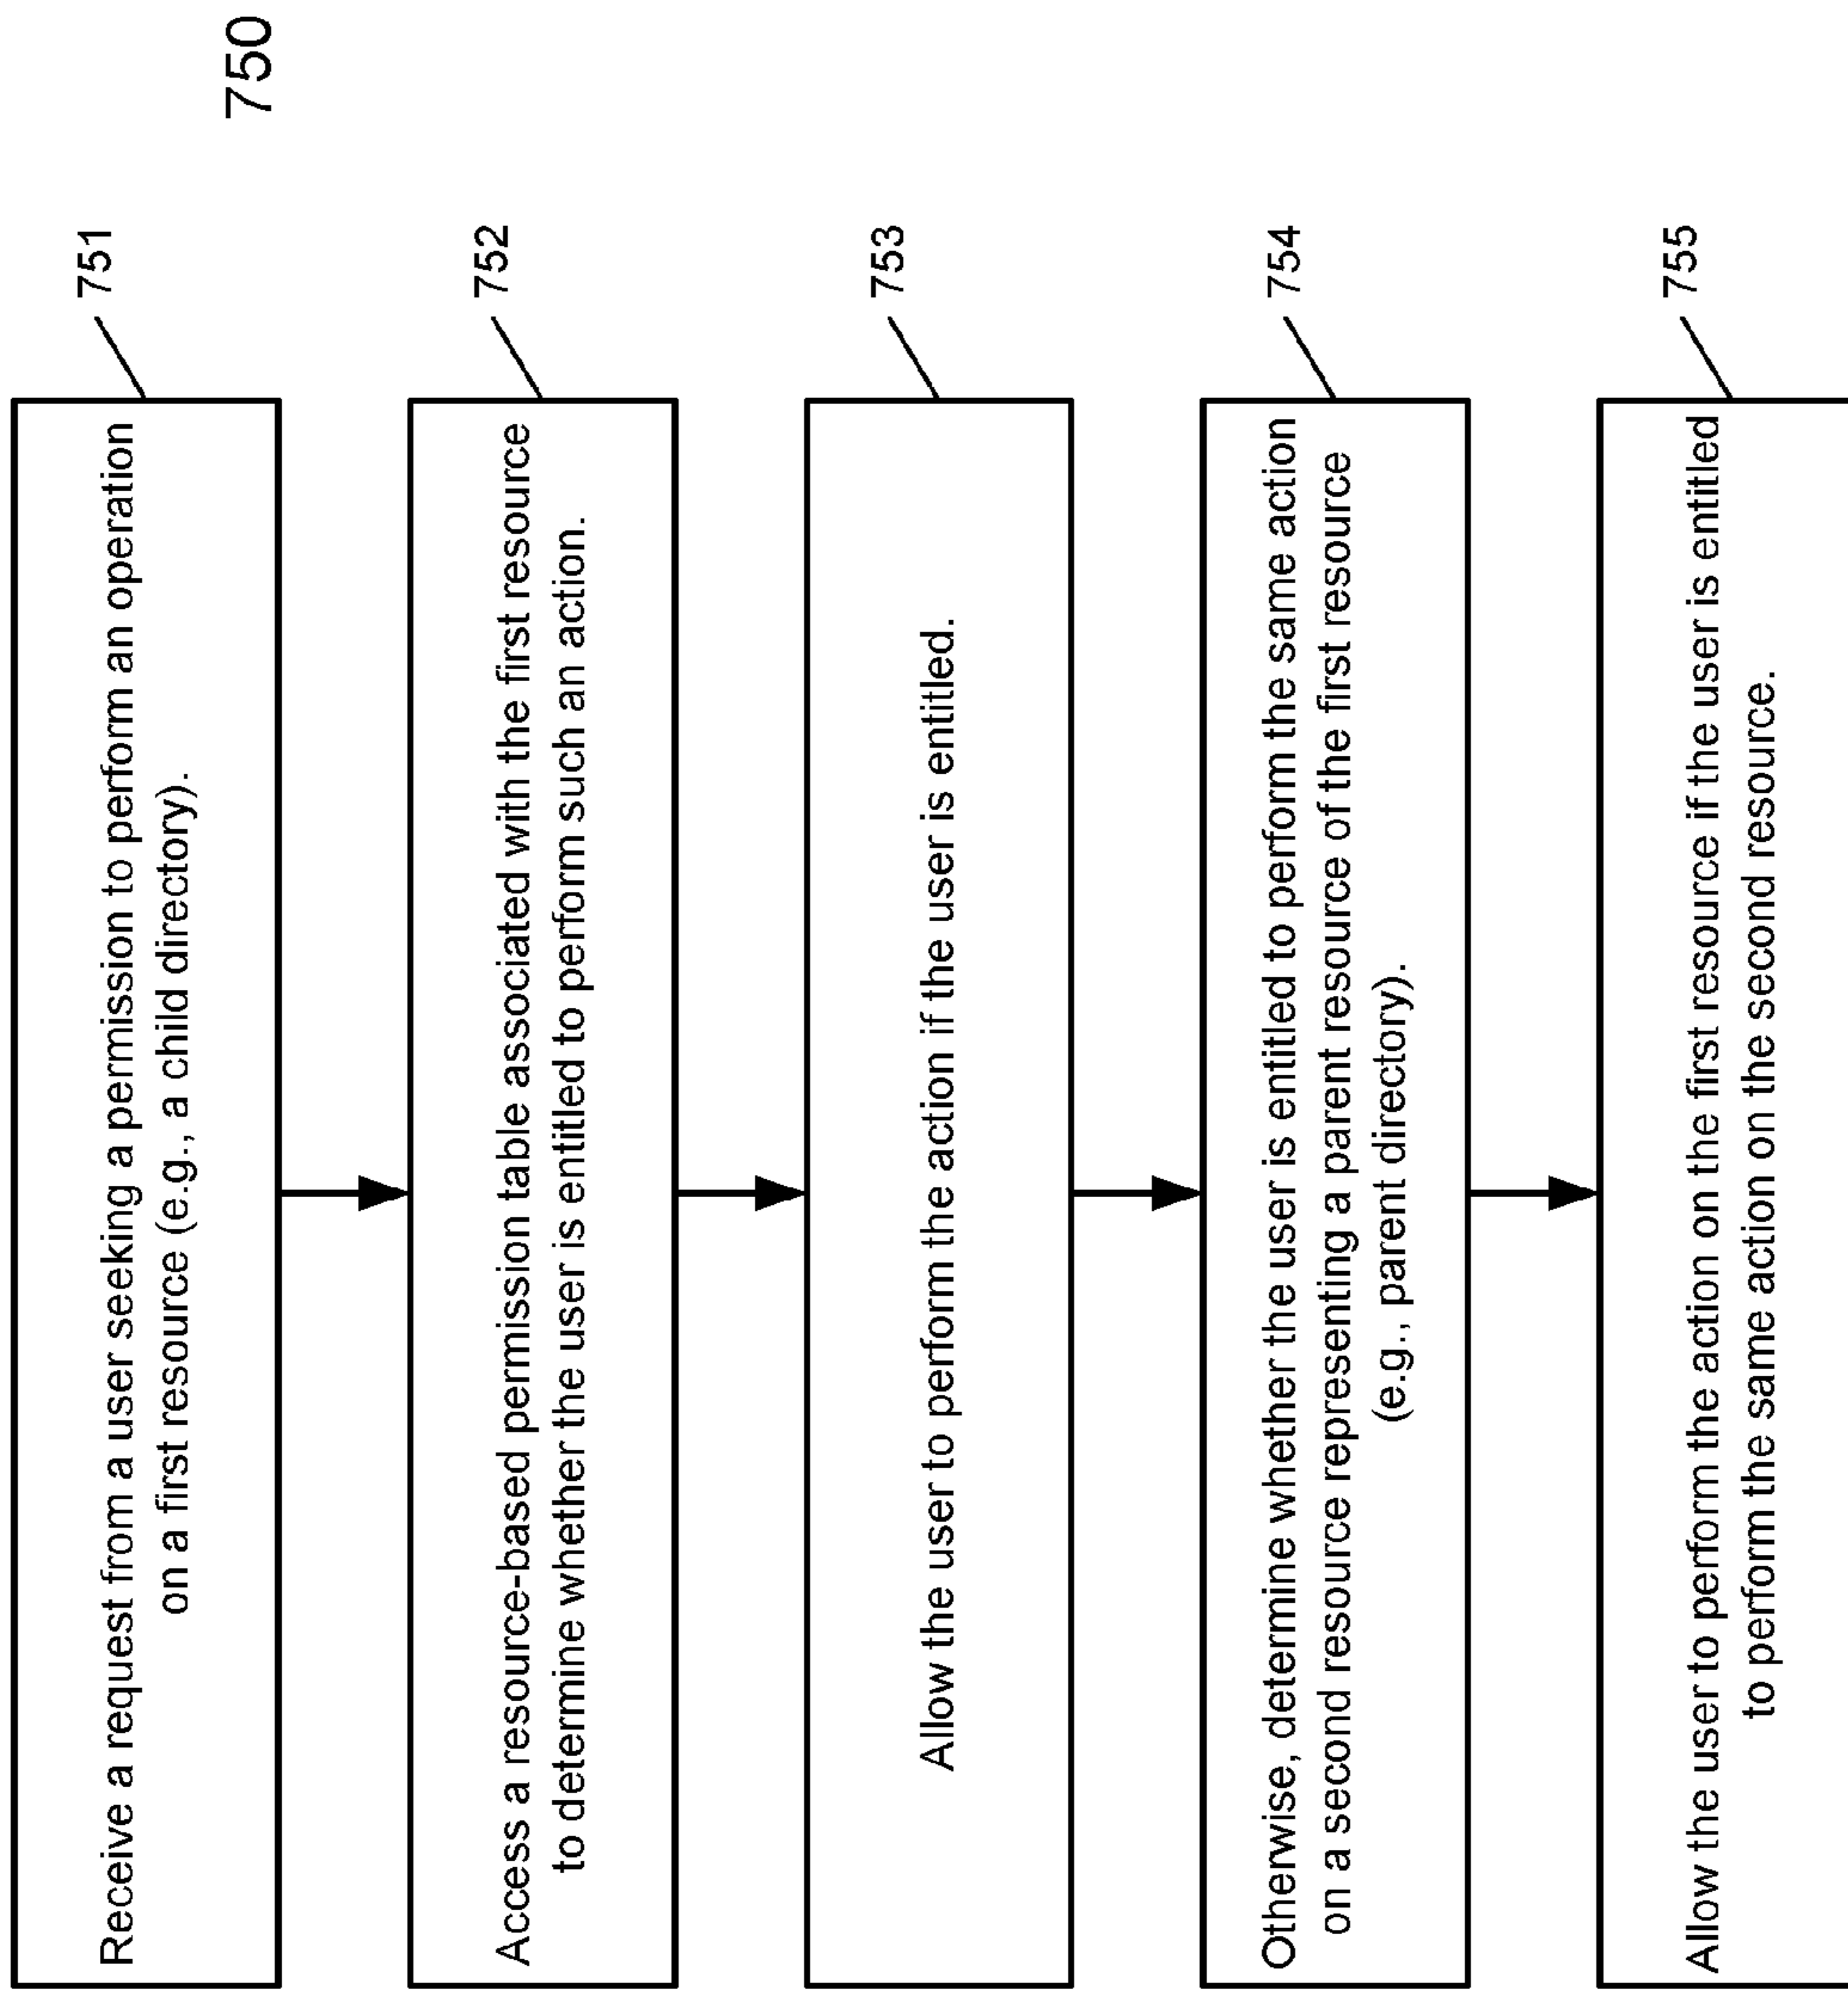 750
751
Receive a request from a user seeking a permission to perform an operation
on a first resource (e.g., a child directory).
752
Access a resource-based permission table associated with the first resource
to determine whether the user is entitled to perform such an action.
753
Allow the user to perform the action if the user is entitled.
754
Otherwise, determine whether the user is entitled to perform the same action
on a second resource representing a parent resource of the first resource
(e.g., parent directory).
755
Allow the user to perform the action on the first resource if the user is entitled
to perform the same action on the second resource.